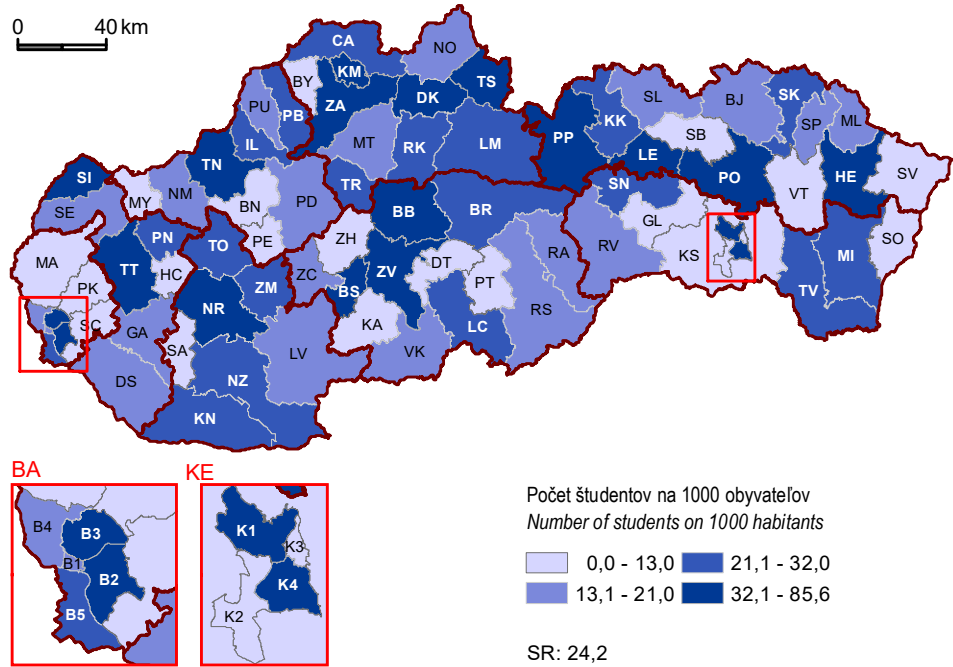 0 40 km
CA
NO
BY
KM
TS
PU
PB
ZA
DK
SL
BJ
SK
KK
SP
ML
PP
SB
IL
MT
RK
LM
LE
TN
PO
VT
HE
SV
SI
TR
SN
MY
NM
BN
PD
SE
BB
BR
GL
PN
TO
PE
ZH
RV
RA
KS
SO
MA
TT
HC
ZC
ZV
DT
MI
PK
ZM
BS
PT
TV
NR
RS
SC
GA
KA
LC
SA
LV
VK
DS
NZ
KN
BA
KE
B4
B3
B1
B2
B5
K1
K3
K4
K2
Počet študentov na 1000 obyvateľov
Number of students on 1000 habitants
0,0 - 13,0 21,1 - 32,0
13,1 - 21,0 32,1 - 85,6
SR: 24,2